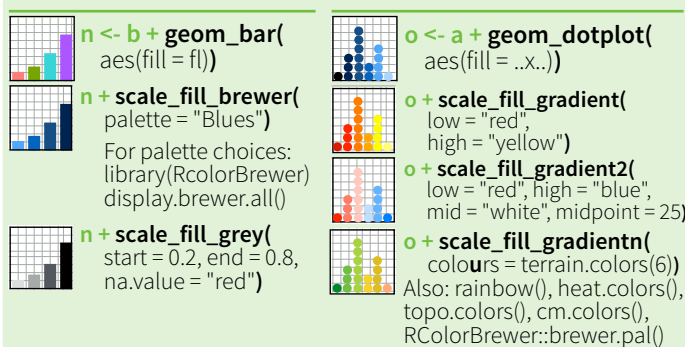 n <- b + geom_bar(
aes(fill = fl))
n + scale_fill_brewer(
palette = "Blues")
For palette choices:
library(RcolorBrewer)
display.brewer.all()
n + scale_fill_grey(
start = 0.2, end = 0.8,
na.value = "red")
o <- a + geom_dotplot(
aes(fill = ..x..))
o + scale_fill_gradient(
low = "red",
high = "yellow")
o + scale_fill_gradient2(
low = "red", high = "blue",
mid = "white", midpoint = 25)
o + scale_fill_gradientn(
colours = terrain.colors(6))
Also: rainbow(), heat.colors(),
topo.colors(), cm.colors(),
RColorBrewer::brewer.pal()